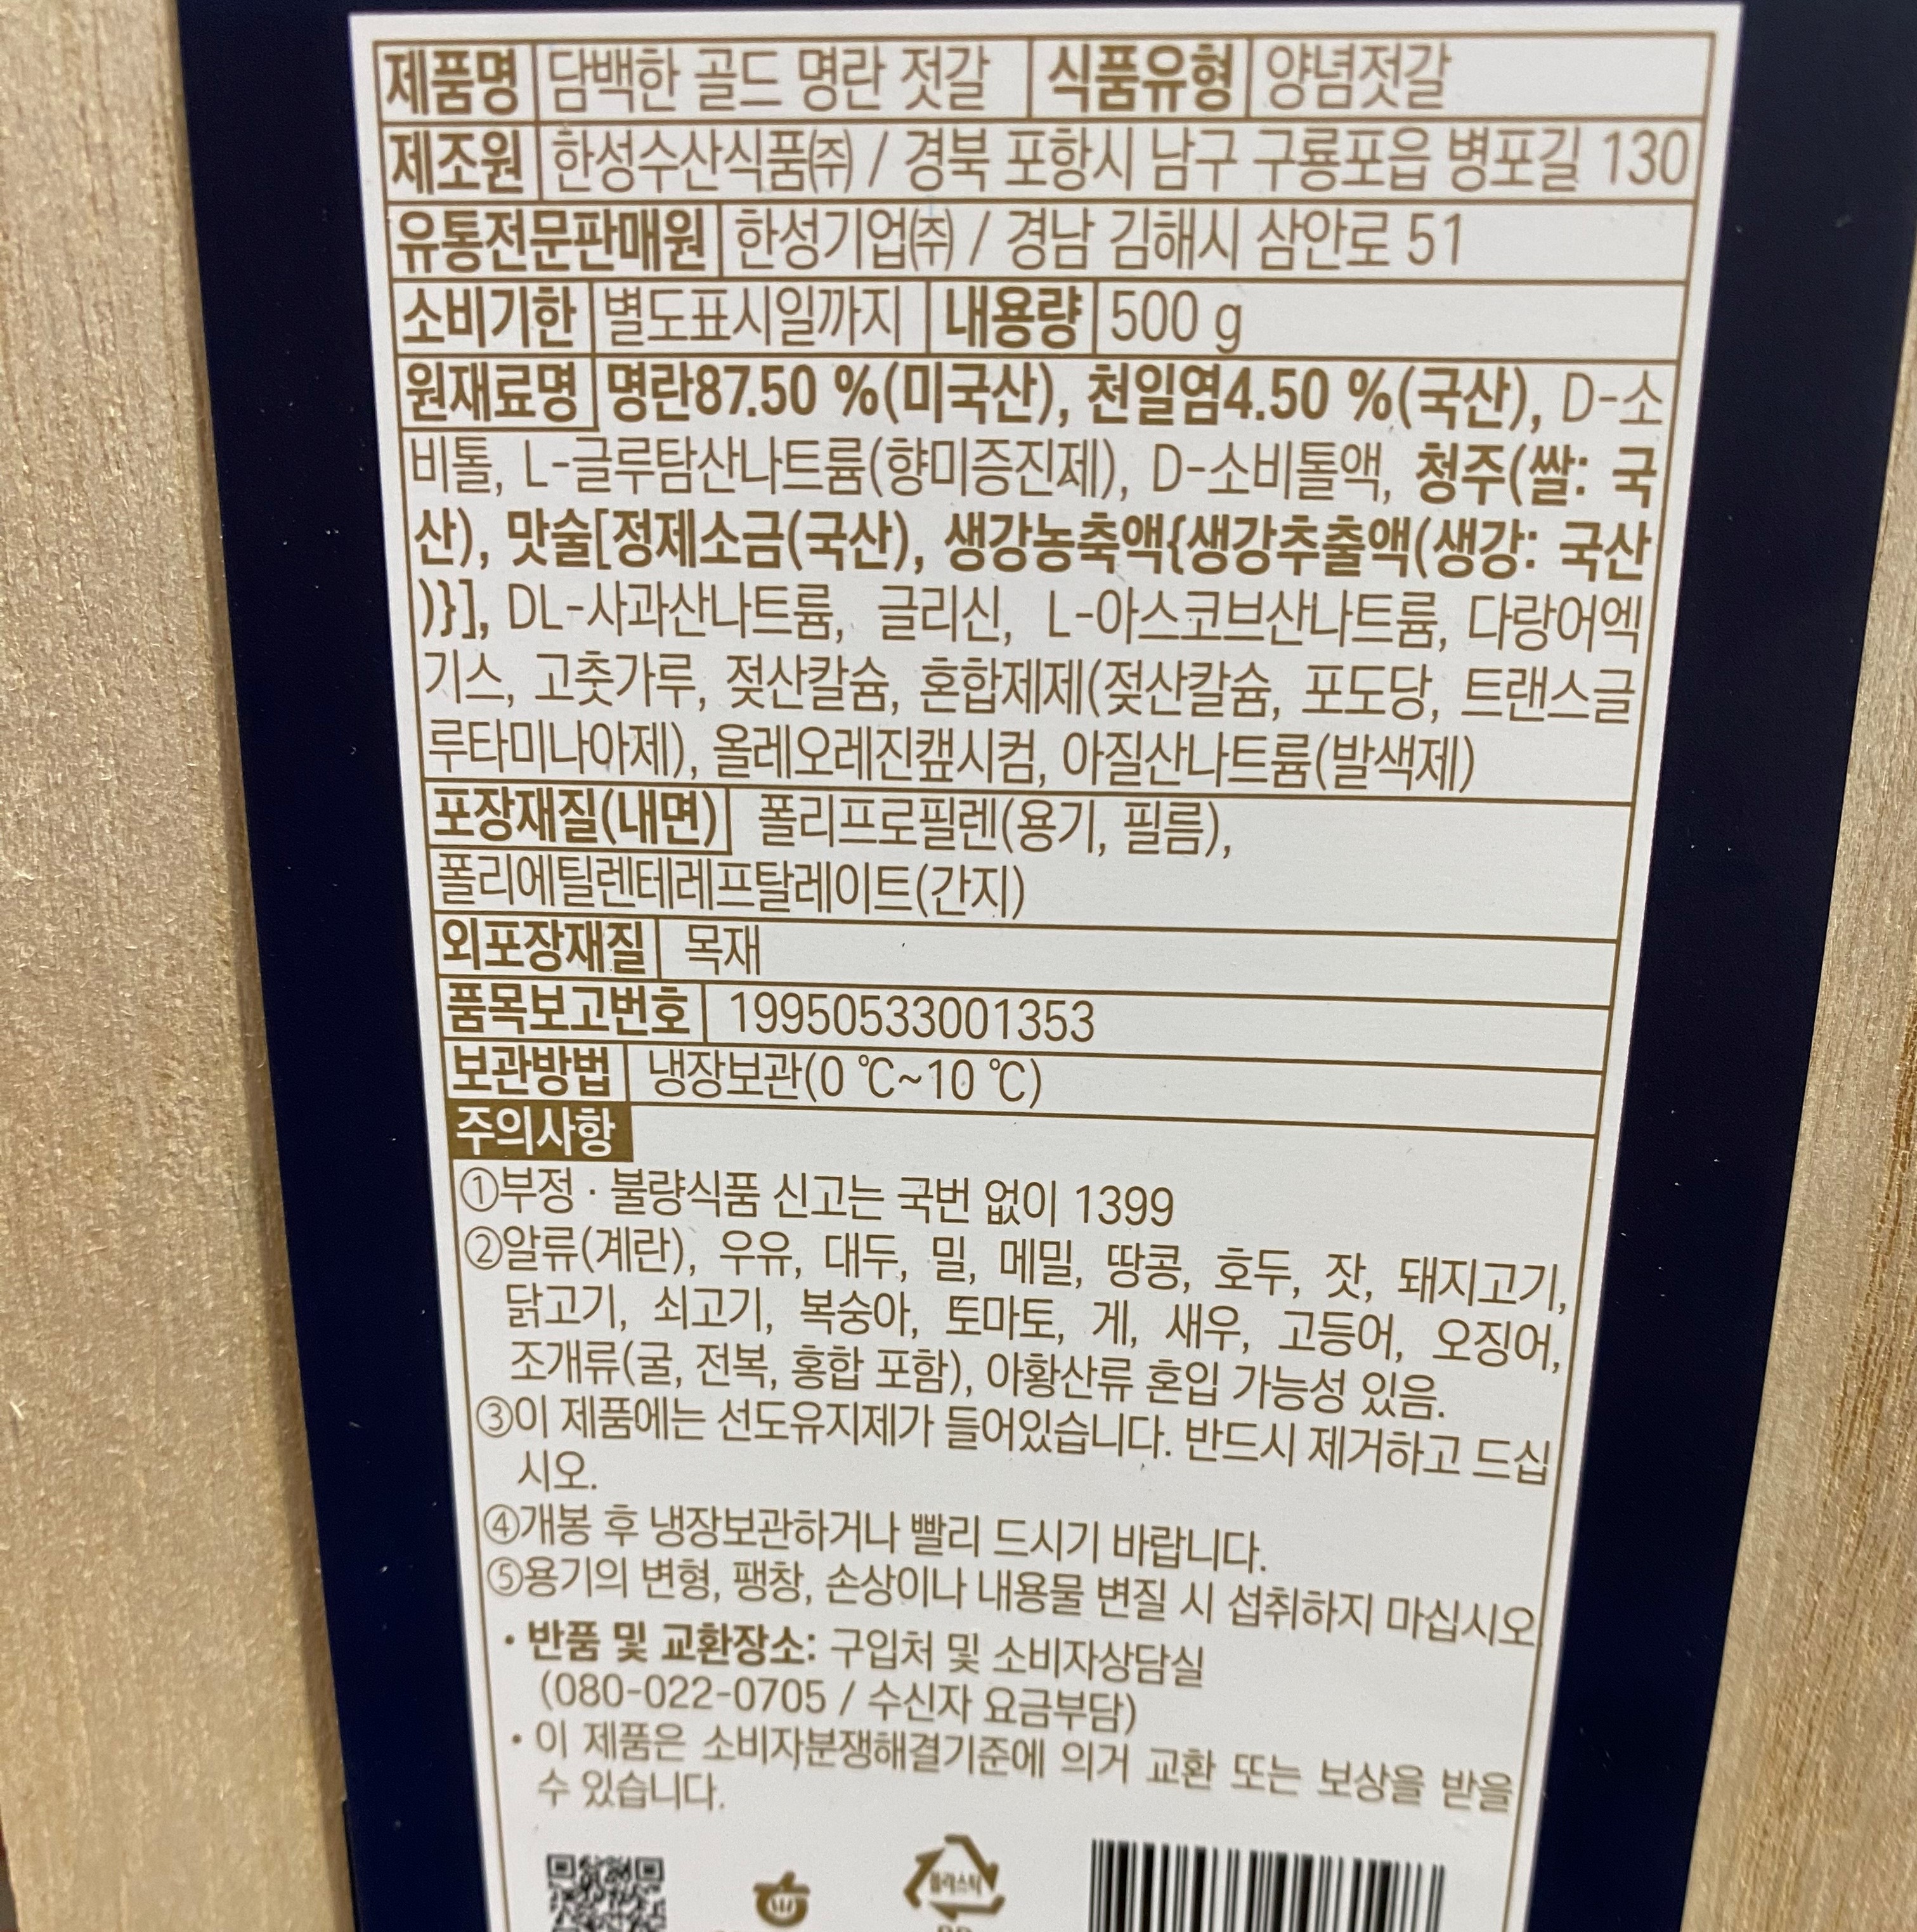 제품명 담백한 골드 명란 젓갈 식품유형 양념젓갈
제조원 한성수산식품㈜ / 경북 포항시 남구 구룡포읍 병포길 130
유통전문판매원 한성기업㈜ / 경남 김해시 삼안로 51
소비기한 별도표시일까지 내용량 500 g
원재료명 명란87.50 %(미국산), 천일염4.50 %(국산), D-소
비톨, L-글루탐산나트륨(향미증진제), D-소비톨액, 청주(쌀: 국
산), 맛술[정제소금(국산), 생강농축액{생강추출액(생강: 국산
)}], DL-사과산나트륨, 글리신, L-아스코브산나트륨, 다랑어엑
기스, 고춧가루, 젖산칼슘, 혼합제제(젖산칼슘, 포도당, 트랜스글
루타미나아제), 올레오레진캪시컴, 아질산나트륨(발색제)
포장재질(내면) 폴리프로필렌(용기, 필름),
폴리에틸렌테레프탈레이트(간지)
외포장재질 목재
품목보고번호 19950533001353
보관방법 냉장보관(0 ℃~10 ℃)
주의사항
①부정 · 불량식품 신고는 국번 없이 1399
②알류(계란), 우유, 대두, 밀, 메밀, 땅콩, 호두, 잣, 돼지고기,
닭고기, 쇠고기, 복숭아, 토마토, 게, 새우, 고등어, 오징어,
조개류(굴, 전복, 홍합 포함), 아황산류 혼입 가능성 있음.
③이 제품에는 선도유지제가 들어있습니다. 반드시 제거하고 드십
시오.
④개봉 후 냉장보관하거나 빨리 드시기 바랍니다.
⑤용기의 변형, 팽창, 손상이나 내용물 변질 시 섭취하지 마십시오
• 반품 및 교환장소: 구입처 및 소비자상담실
(080-022-0705 / 수신자 요금부담)
• 이 제품은 소비자분쟁해결기준에 의거 교환 또는 보상을 받을
수 있습니다.
플라스틱